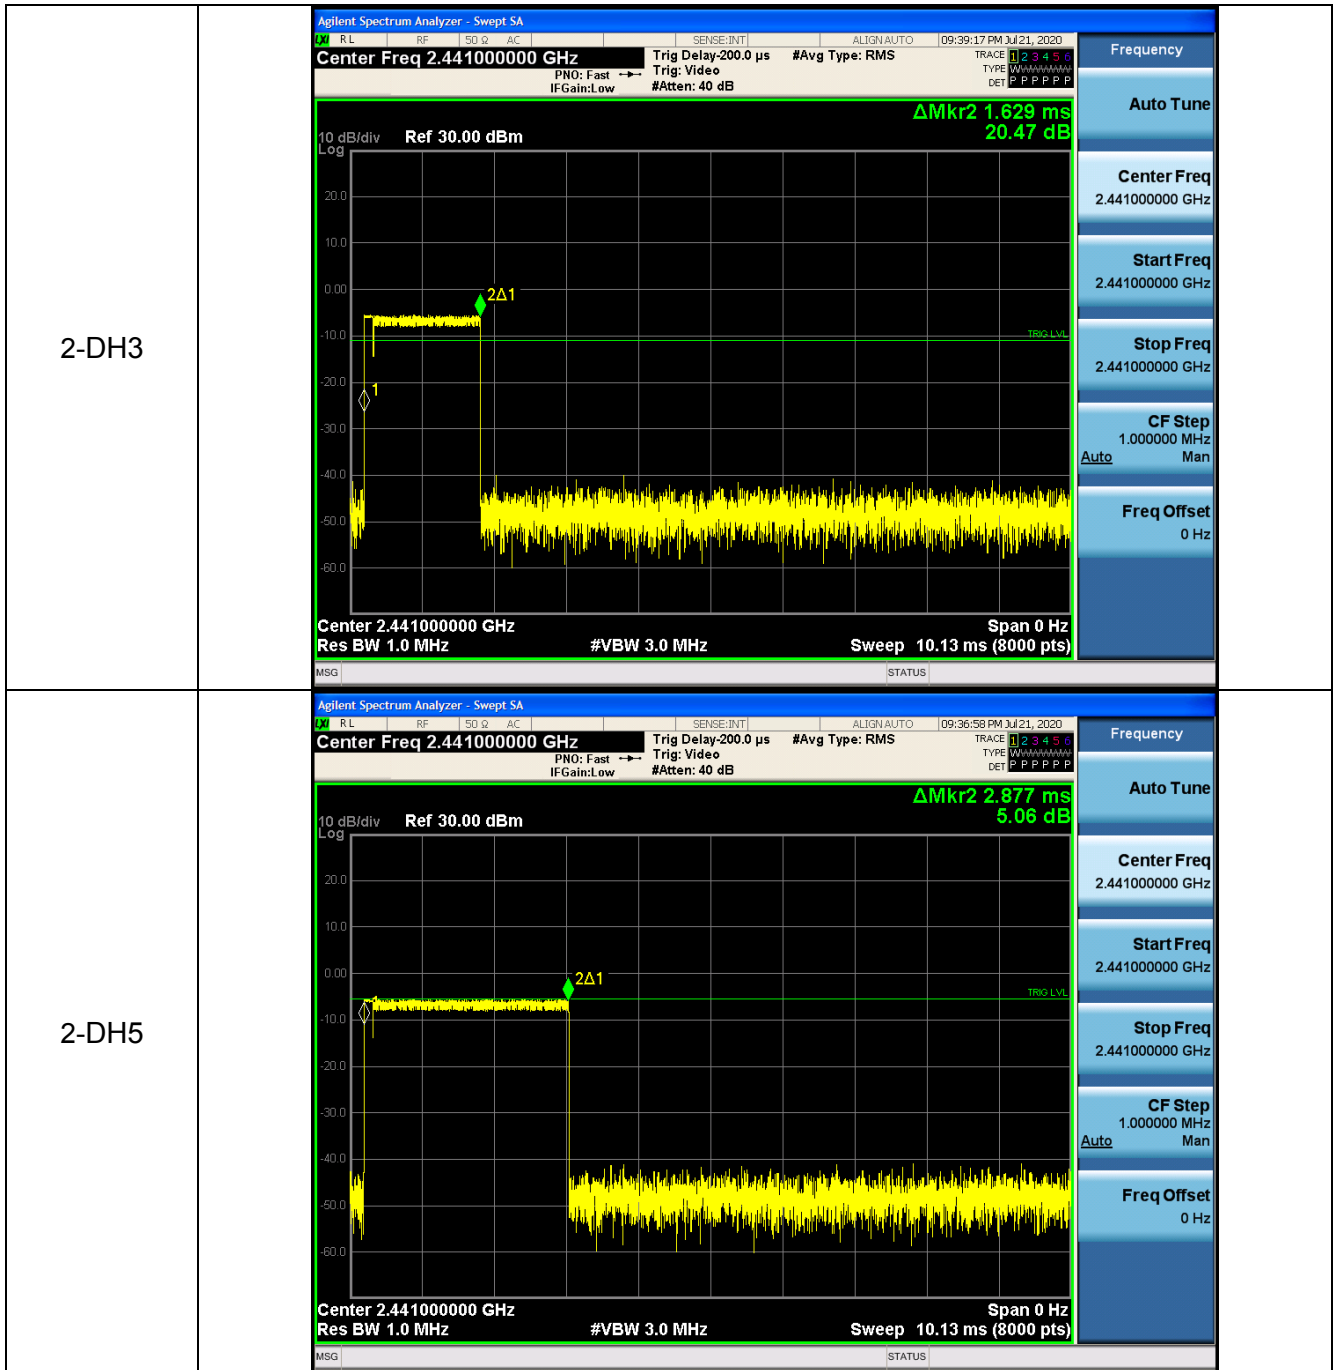 2-DH3
Agilent Spectrum Analyzer - Swept SA
LXI RL RF 50 Ω AC SENSE:INT ALIGN AUTO 09:39:17 PM Jul 21, 2020
Center Freq 2.441000000 GHz
PNO: Fast
IFGain:Low
Trig Delay-200.0 µs
Trig: Video
#Atten: 40 dB
#Avg Type: RMS
TRACE 1 2 3 4 5 6
TYPE WWWWWW
DET P P P P P P
ΔMkr2 1.629 ms
20.47 dB
10 dB/div Ref 30.00 dBm
Log
20.0
10.0
0.00
-10.0
-20.0
-30.0
-40.0
-50.0
-60.0
2Δ1
1
TRIG LVL
Center 2.441000000 GHz Span 0 Hz
Res BW 1.0 MHz #VBW 3.0 MHz Sweep 10.13 ms (8000 pts)
MSG STATUS
Frequency
Auto Tune
Center Freq
2.441000000 GHz
Start Freq
2.441000000 GHz
Stop Freq
2.441000000 GHz
CF Step
1.000000 MHz
Auto Man
Freq Offset
0 Hz
2-DH5
Agilent Spectrum Analyzer - Swept SA
LXI RL RF 50 Ω AC SENSE:INT ALIGN AUTO 09:36:58 PM Jul 21, 2020
Center Freq 2.441000000 GHz
PNO: Fast
IFGain:Low
Trig Delay-200.0 µs
Trig: Video
#Atten: 40 dB
#Avg Type: RMS
TRACE 1 2 3 4 5 6
TYPE WWWWWW
DET P P P P P P
ΔMkr2 2.877 ms
5.06 dB
10 dB/div Ref 30.00 dBm
Log
20.0
10.0
0.00
-10.0
-20.0
-30.0
-40.0
-50.0
-60.0
2Δ1
1
TRIG LVL
Center 2.441000000 GHz Span 0 Hz
Res BW 1.0 MHz #VBW 3.0 MHz Sweep 10.13 ms (8000 pts)
MSG STATUS
Frequency
Auto Tune
Center Freq
2.441000000 GHz
Start Freq
2.441000000 GHz
Stop Freq
2.441000000 GHz
CF Step
1.000000 MHz
Auto Man
Freq Offset
0 Hz